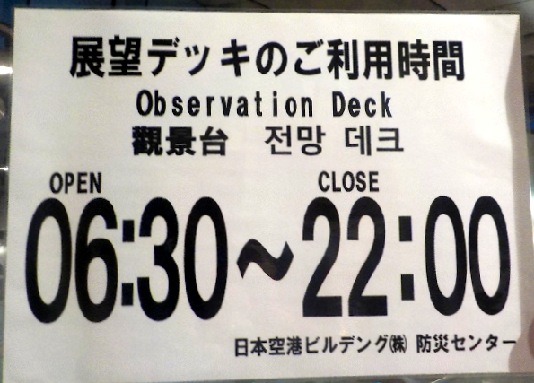 展望デッキのご利用時間
Observation Deck
觀景台 전망 데크
OPEN CLOSE
06:30~22:00
日本空港ビルデング㈱ 防災センター